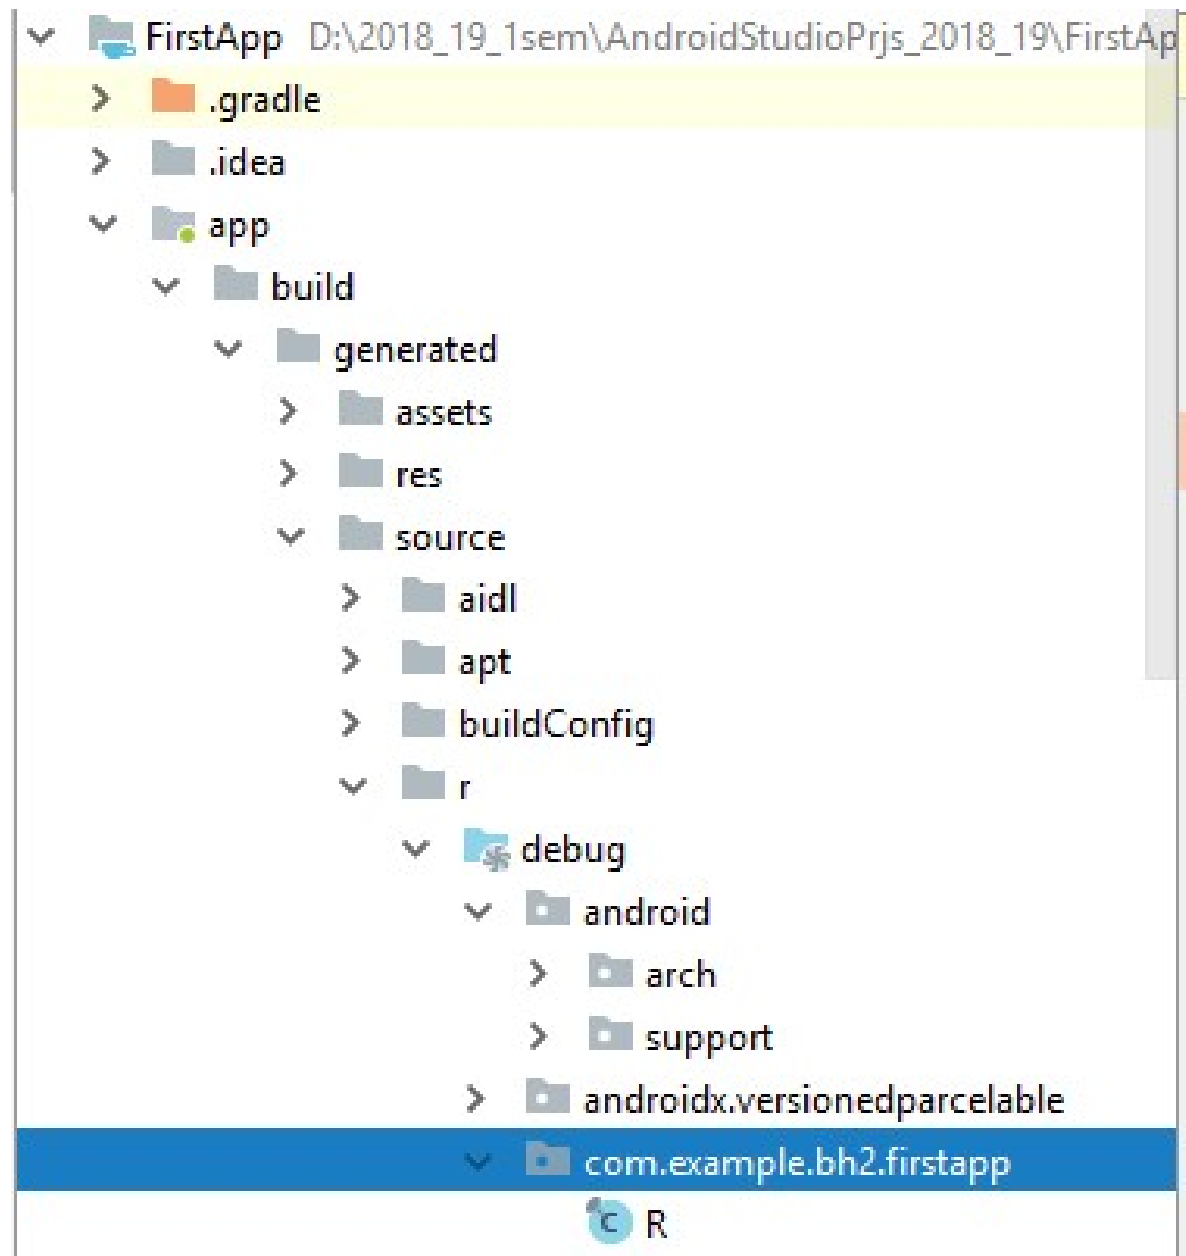 FirstApp D:\2018_19_1sem\AndroidStudioPrjs_2018_19\FirstAp
.gradle
.idea
app
build
generated
assets
res
source
aidl
apt
buildConfig
r
debug
android
arch
support
androidx.versionedparcelable
com.example.bh2.firstapp
C R